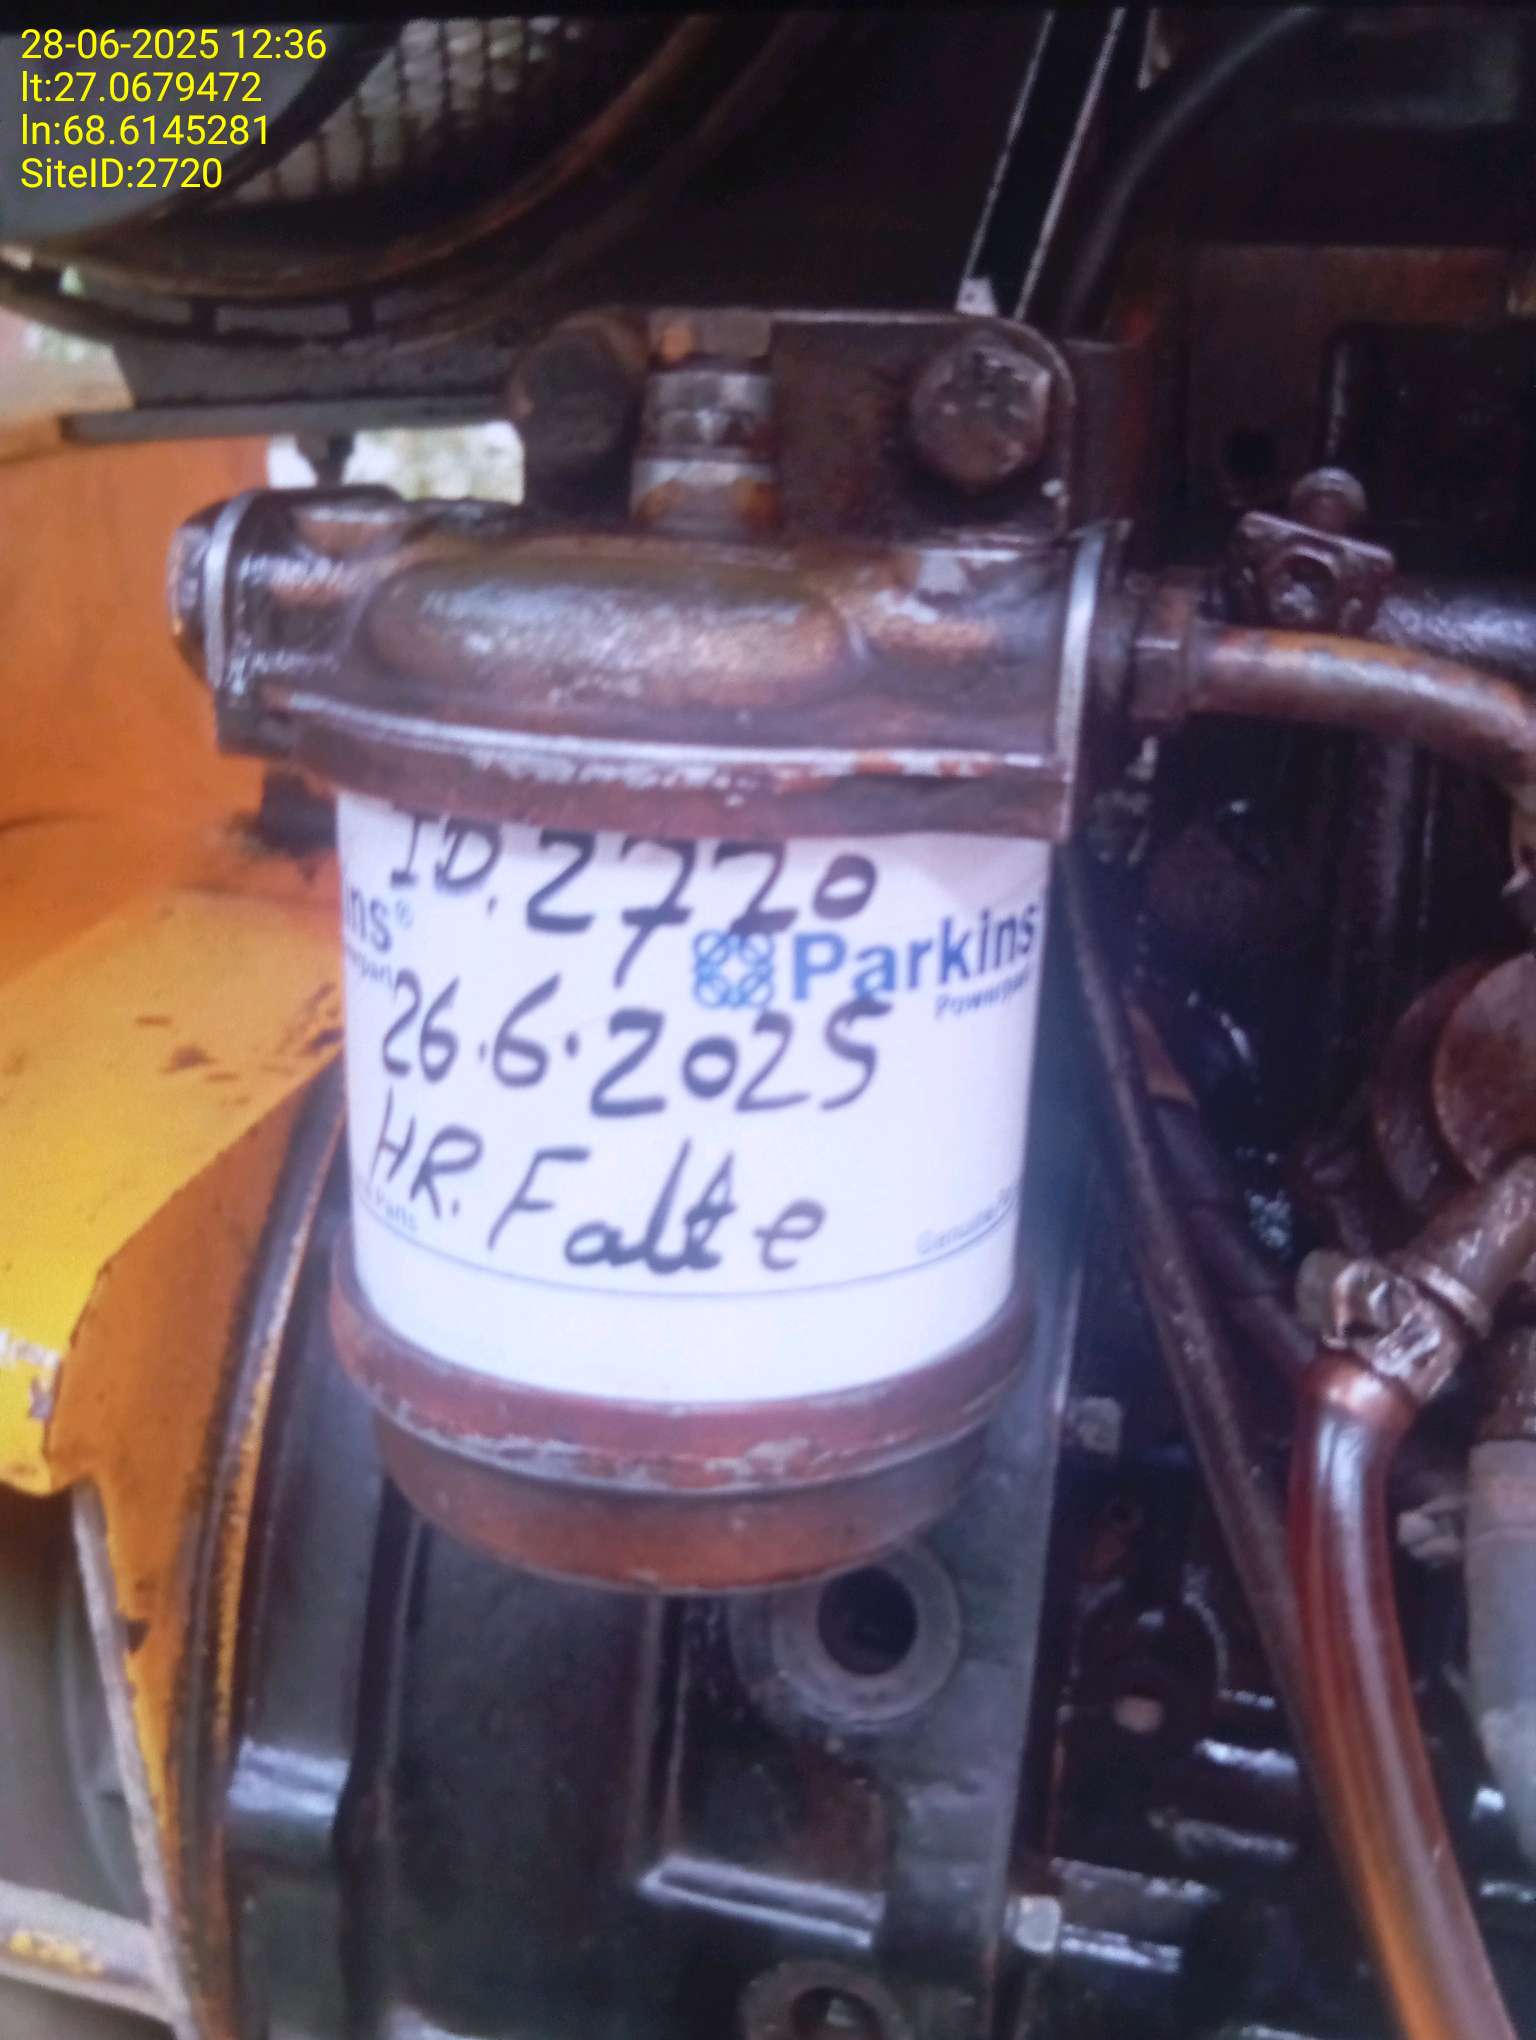 28-06-2025 12:36
lt:27.0679472
ln:68.6145281
SiteID:2720
ID.2720
ins®
Parkins
26.6.2025
HR. Falte